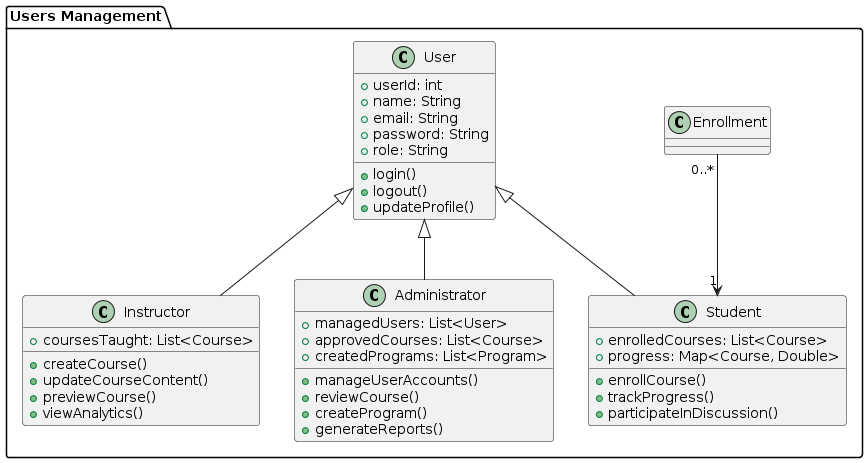 Users Management
C User
userId: int
name: String
email: String
password: String
role: String
login()
logout()
updateProfile()
C Enrollment
0..*
1
C Instructor
coursesTaught: List<Course>
createCourse()
updateCourseContent()
previewCourse()
viewAnalytics()
C Administrator
managedUsers: List<User>
approvedCourses: List<Course>
createdPrograms: List<Program>
manageUserAccounts()
reviewCourse()
createProgram()
generateReports()
C Student
enrolledCourses: List<Course>
progress: Map<Course, Double>
enrollCourse()
trackProgress()
participateInDiscussion()